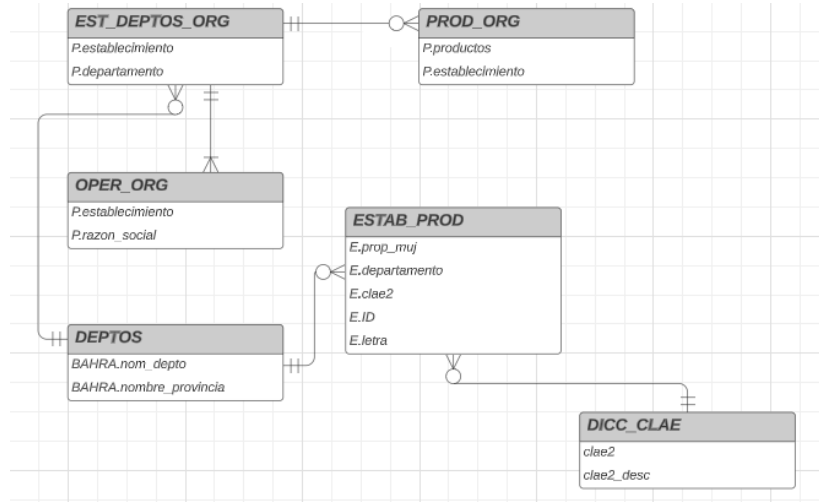 EST_DEPTOS_ORG
P.establecimiento
P.departamento
PROD_ORG
P.productos
P.establecimiento
OPER_ORG
P.establecimiento
P.razon_social
ESTAB_PROD
E.prop_muj
E.departamento
E.clae2
E.ID
E.letra
DEPTOS
BAHRA.nom_depto
BAHRA.nombre_provincia
DICC_CLAE
clae2
clae2_desc